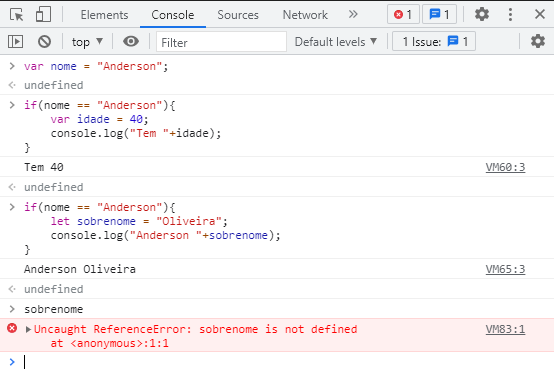 Elements Console Sources Network » 1 1
top Filter Default levels 1 Issue: 1
> var nome = "Anderson";
undefined
> if(nome == "Anderson"){
var idade = 40;
console.log("Tem "+idade);
}
Tem 40 VM60:3
undefined
> if(nome == "Anderson"){
let sobrenome = "Oliveira";
console.log("Anderson "+sobrenome);
}
Anderson Oliveira VM65:3
undefined
> sobrenome
Uncaught ReferenceError: sobrenome is not defined VM83:1
at <anonymous>:1:1
>